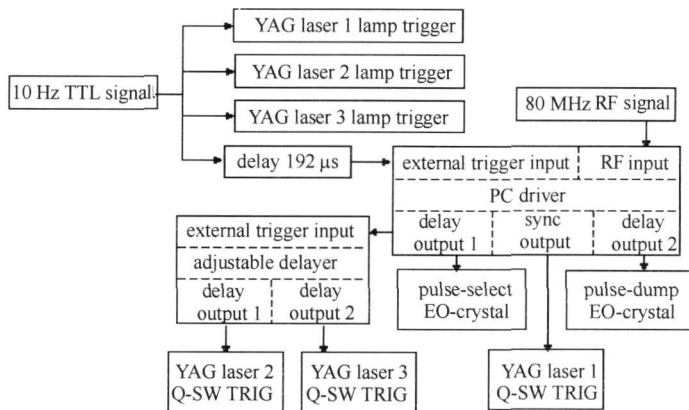 YAG laser 1 lamp trigger
10 Hz TTL signal
YAG laser 2 lamp trigger
YAG laser 3 lamp trigger
80 MHz RF signal
delay 192 μs
external trigger input
RF input
PC driver
delay output 1
sync output
delay output 2
external trigger input
adjustable delayer
delay output 1
delay output 2
pulse-select
EO-crystal
pulse-dump
EO-crystal
YAG laser 2
Q-SW TRIG
YAG laser 3
Q-SW TRIG
YAG laser 1
Q-SW TRIG